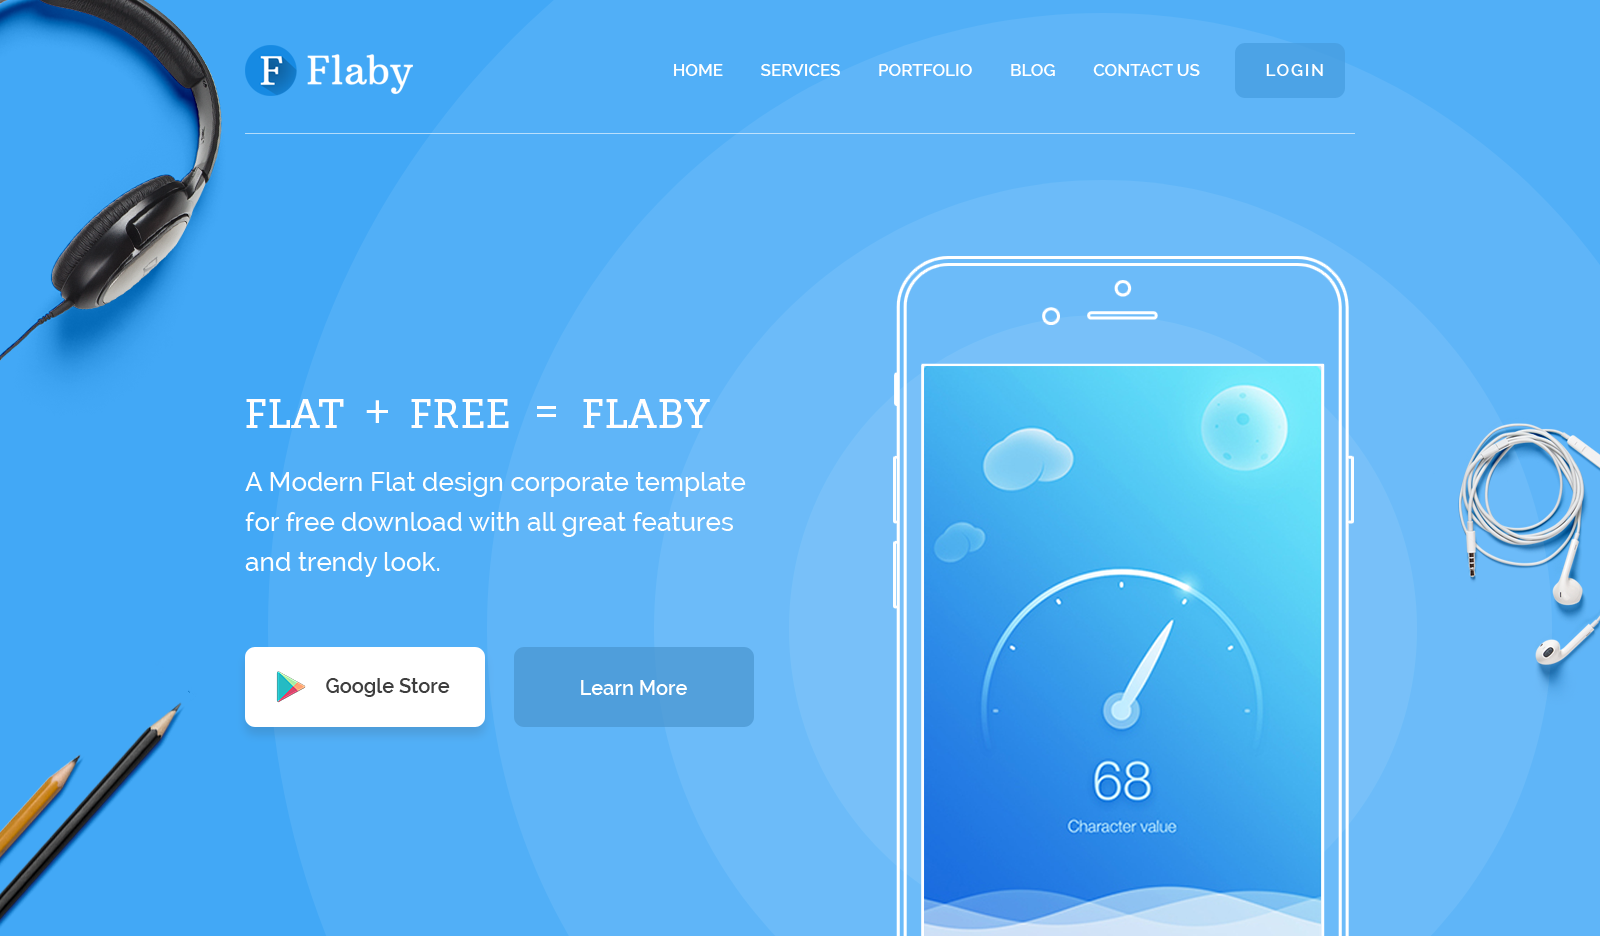 F Flaby
HOME SERVICES PORTFOLIO BLOG CONTACT US LOGIN
FLAT + FREE = FLABY
A Modern Flat design corporate template
for free download with all great features
and trendy look.
Google Store
Learn More
68
Character value